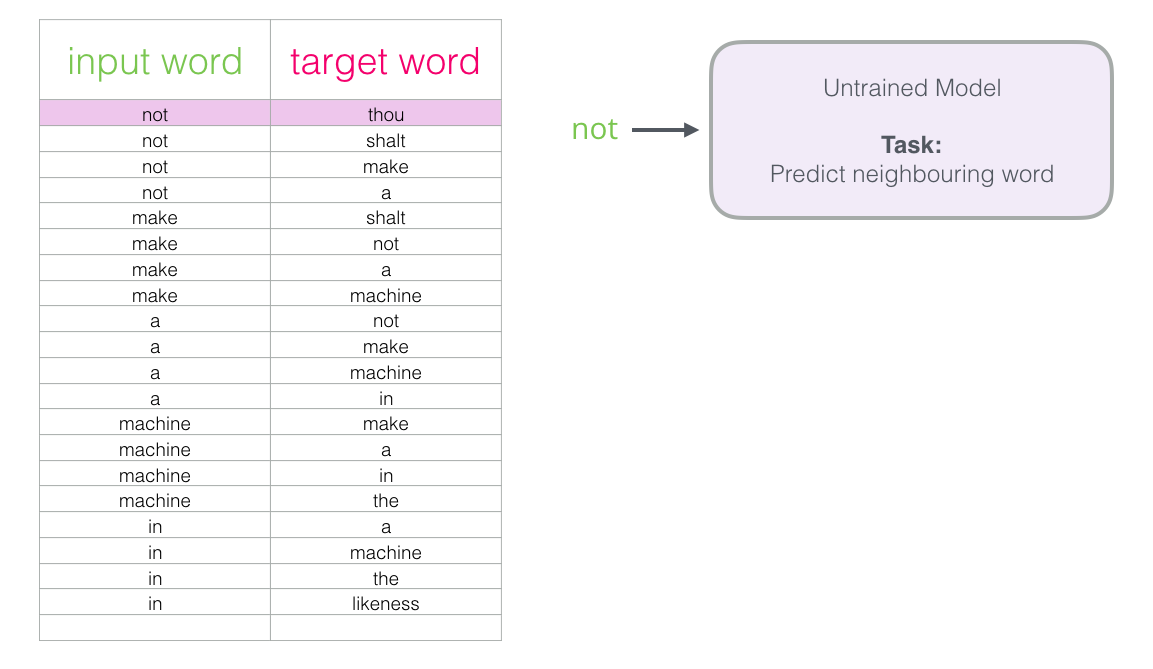 input word target word
not thou
not shalt
not make
not a
make shalt
make not
make a
make machine
a not
a make
a machine
a in
machine make
machine a
machine in
machine the
in a
in machine
in the
in likeness
not
Untrained Model
Task:
Predict neighbouring word